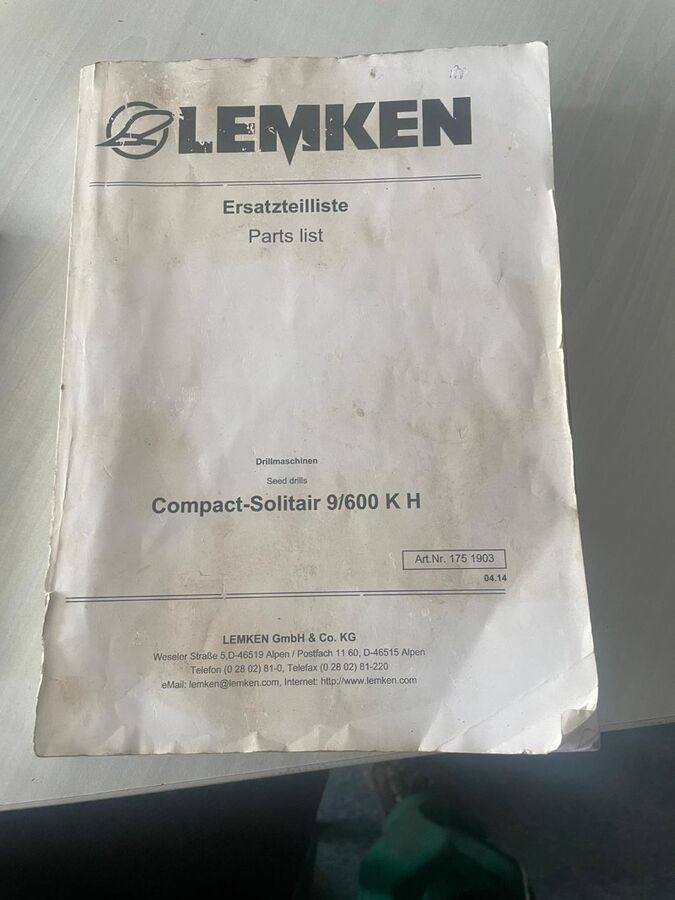 LEMKEN
Ersatzteilliste
Parts list
Drillmaschinen
Seed drills
Compact-Solitair 9/600 K H
Art.Nr. 175 1903
04.14
LEMKEN GmbH & Co. KG
Weseler Straße 5,D-46519 Alpen / Postfach 11 60, D-46515 Alpen
Telefon (0 28 02) 81-0, Telefax (0 28 02) 81-220
eMail: lemken@lemken.com, Internet: http://www.lemken.com